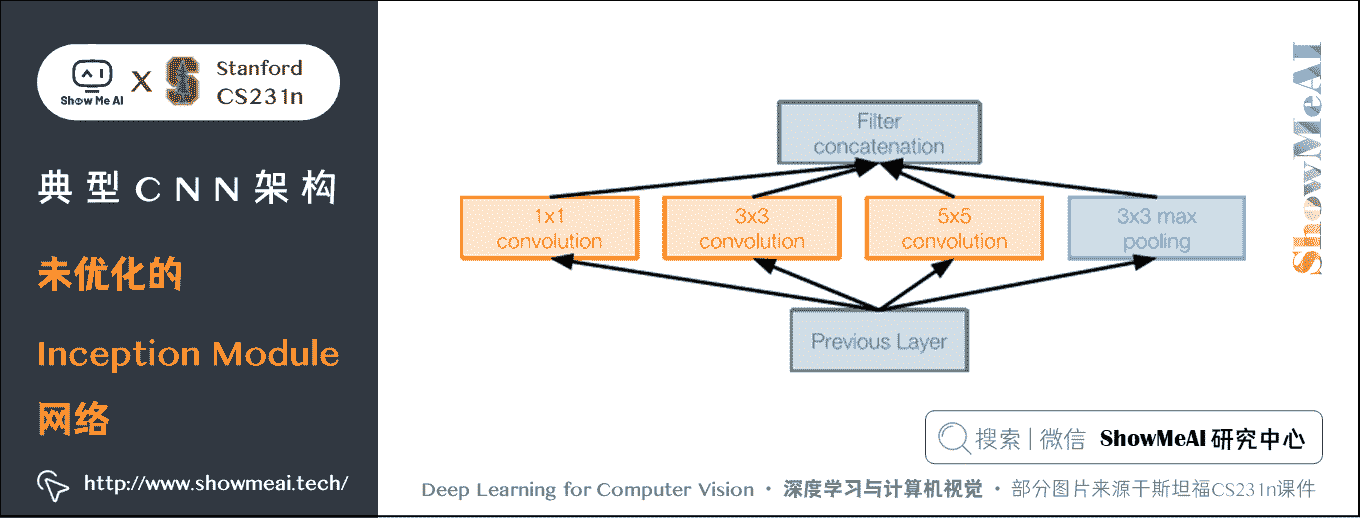 Show Me AI
X
Stanford
CS231n
典型CNN架构
未优化的
Inception Module
网络
http://www.showmeai.tech/
Filter
concatenation
1x1
convolution
3x3
convolution
5x5
convolution
3x3 max
pooling
Previous Layer
ShowMeAI
搜索 | 微信 ShowMeAI 研究中心
Deep Learning for Computer Vision · 深度学习与计算机视觉 · 部分图片来源于斯坦福CS231n课件